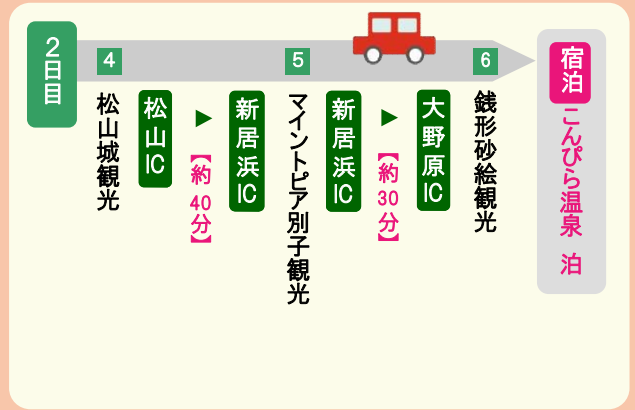 2日目
4
松山城観光
松山IC
▶
【約40分】
新居浜IC
5
マイントピア別子観光
新居浜IC
▶
【約30分】
大野原IC
6
銭形砂絵観光
宿泊
こんぴら温泉 泊